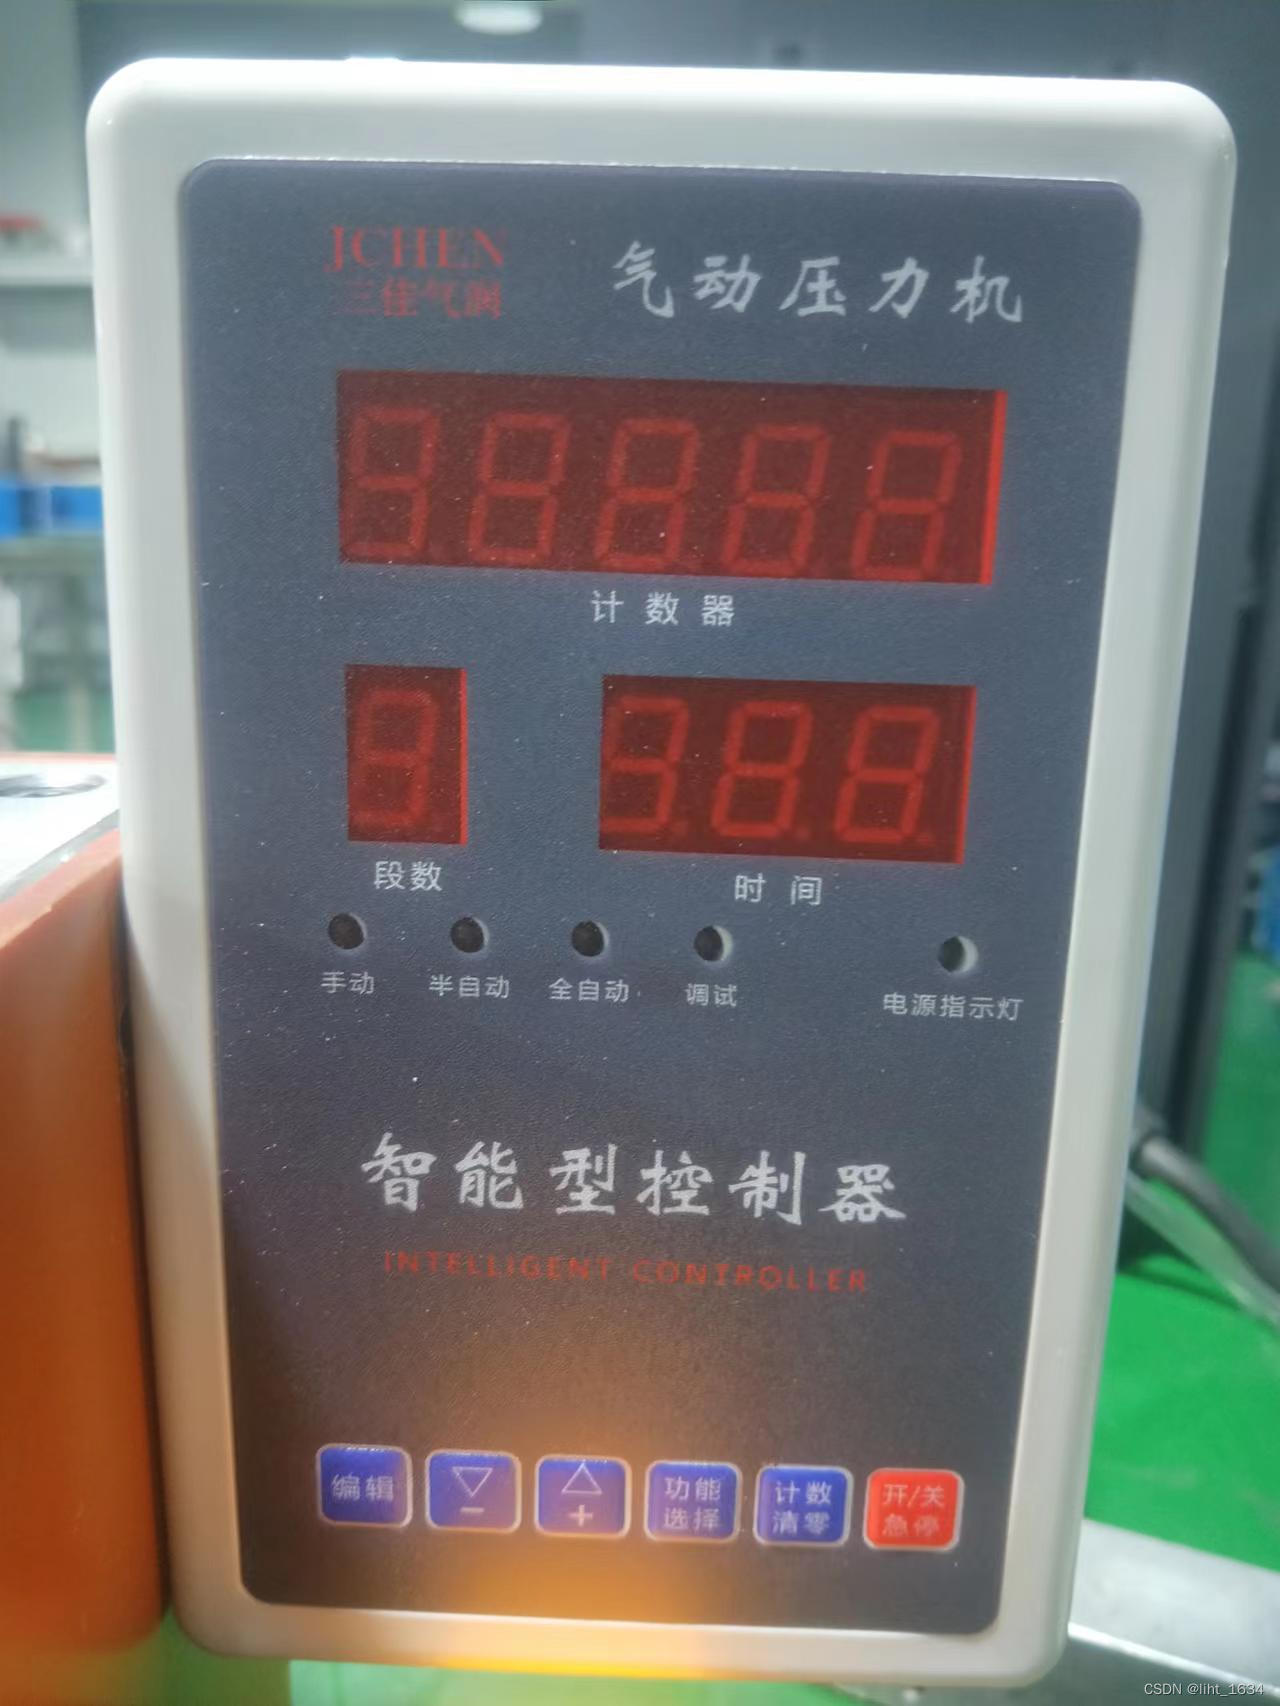 JCHEN
三佳气润
气动压力机
计数器
段数
时间
手动
半自动
全自动
调试
电源指示灯
智能型控制器
INTELLIGENT CONTROLLER
编辑
▽
−
△
+
功能
选择
计数
清零
开/关
急停
CSDN @liht_1634